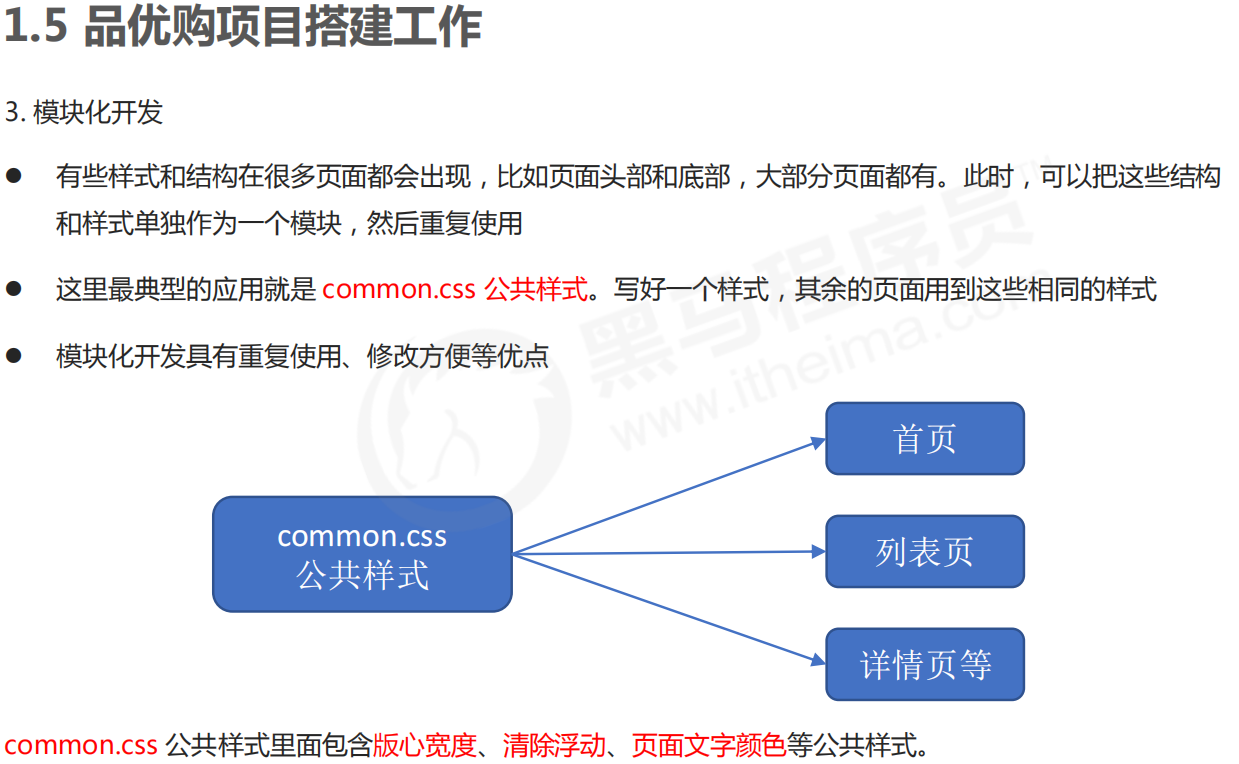 1.5 品优购项目搭建工作
3. 模块化开发
● 有些样式和结构在很多页面都会出现，比如页面头部和底部，大部分页面都有。此时，可以把这些结构
和样式单独作为一个模块，然后重复使用
● 这里最典型的应用就是 common.css 公共样式。写好一个样式，其余的页面用到这些相同的样式
● 模块化开发具有重复使用、修改方便等优点
黑马程序员™
www.itheima.com
首页
common.css
公共样式
列表页
详情页等
common.css 公共样式里面包含版心宽度、清除浮动、页面文字颜色等公共样式。